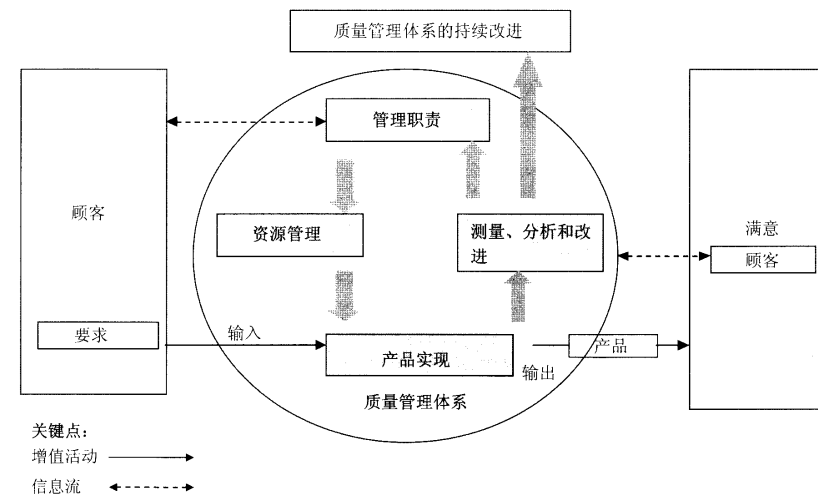 质量管理体系的持续改进
管理职责
顾客
资源管理
测量、分析和改
进
满意
顾客
要求
输入
产品实现
产品
输出
质量管理体系
关键点：
增值活动
信息流